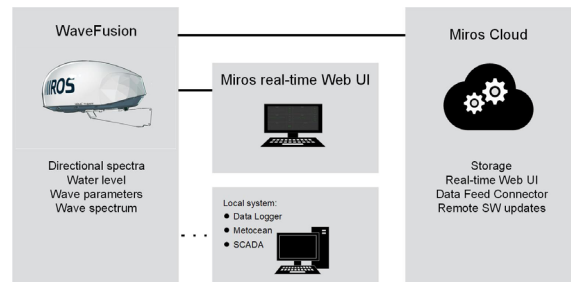 WaveFusion
MIROS
Directional spectra
Water level
Wave parameters
Wave spectrum
Miros real-time Web UI
Local system:
Data Logger
Metocean
SCADA
Miros Cloud
Storage
Real-time Web UI
Data Feed Connector
Remote SW updates